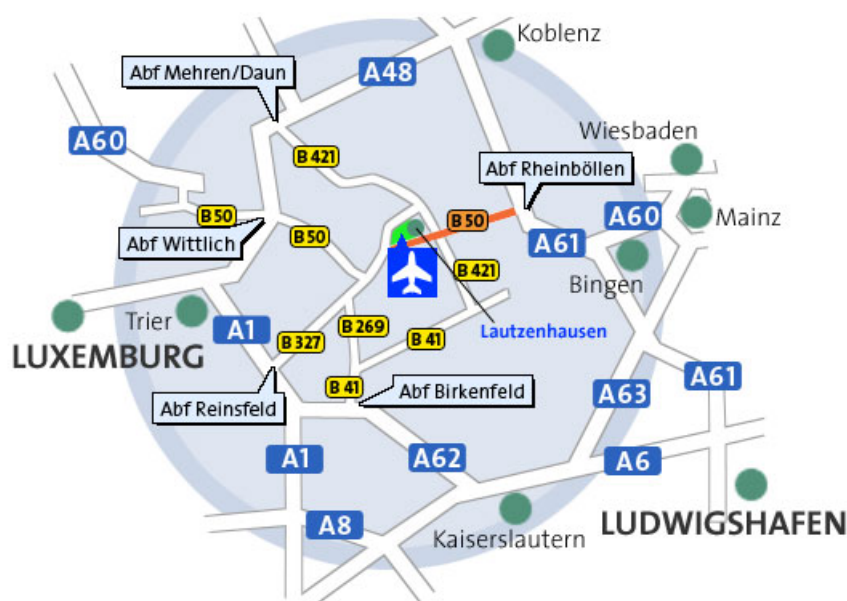 Koblenz
Abf Mehren/Daun
A48
A60
Wiesbaden
B 421
Abf Rheinböllen
B 50
B 50
A60
Mainz
Abf Wittlich
B 50
A61
Bingen
B 421
Trier
A1
B 269
Lautzenhausen
LUXEMBURG
B 327
B 41
A61
B 41
Abf Birkenfeld
A63
Abf Reinsfeld
A1
A62
A6
A8
Kaiserslautern
LUDWIGSHAFEN